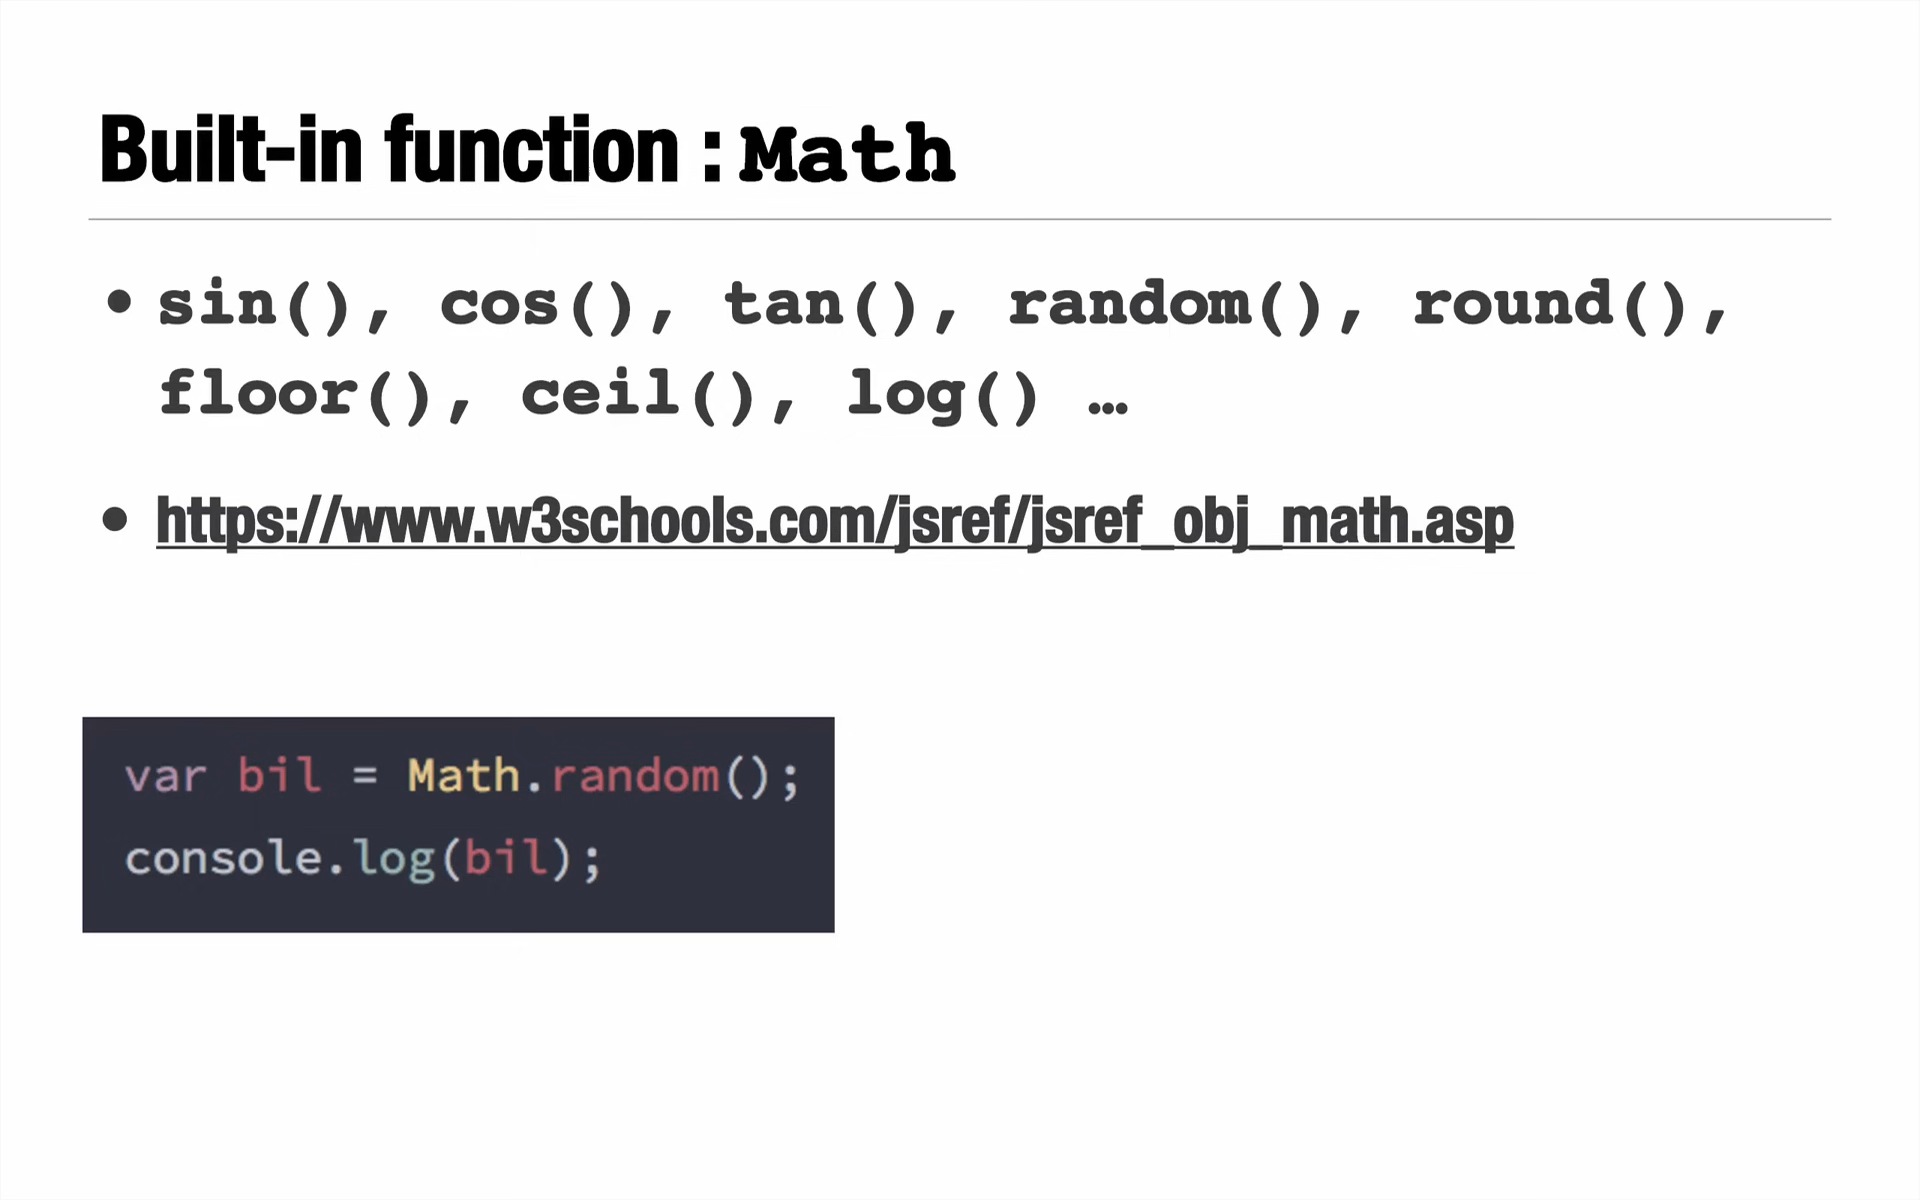 Built-in function : Math
• sin(), cos(), tan(), random(), round(),
floor(), ceil(), log() …
• https://www.w3schools.com/jsref/jsref_obj_math.asp
var bil = Math.random();
console.log(bil);